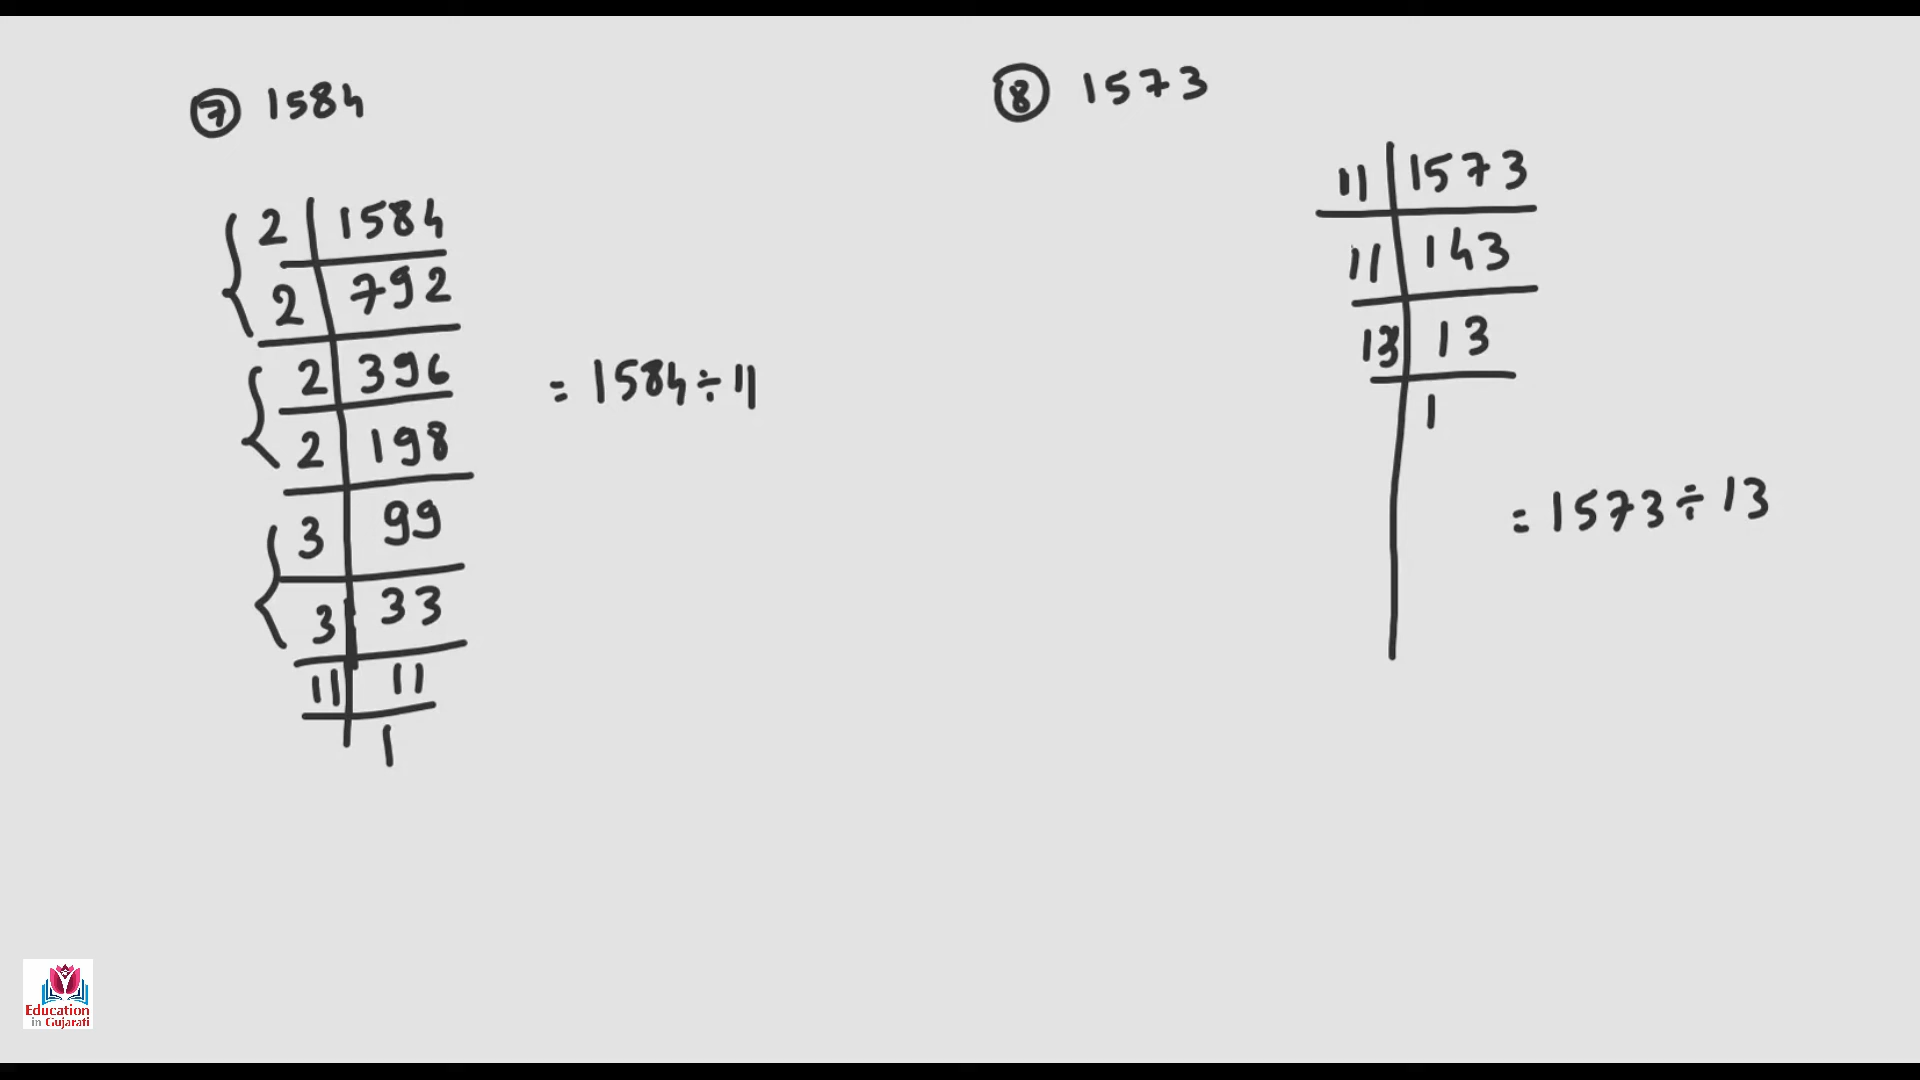 7 1584
2 | 1584
2 | 792
2 | 396
2 | 198
3 | 99
3 | 33
11 | 11
1
= 1584 ÷ 11
8 1573
11 | 1573
11 | 143
13 | 13
1
= 1573 ÷ 13
Education
in Gujarati